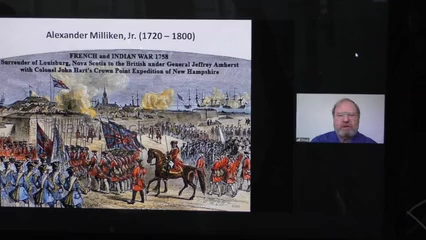 Alexander Milliken, Jr. (1720 – 1800)
FRENCH and INDIAN WAR 1758
Surrender of Louisburg, Nova Scotia to the British under General Jeffrey Amherst
with Colonel John Hart's Crown Point Expedition of New Hampshire